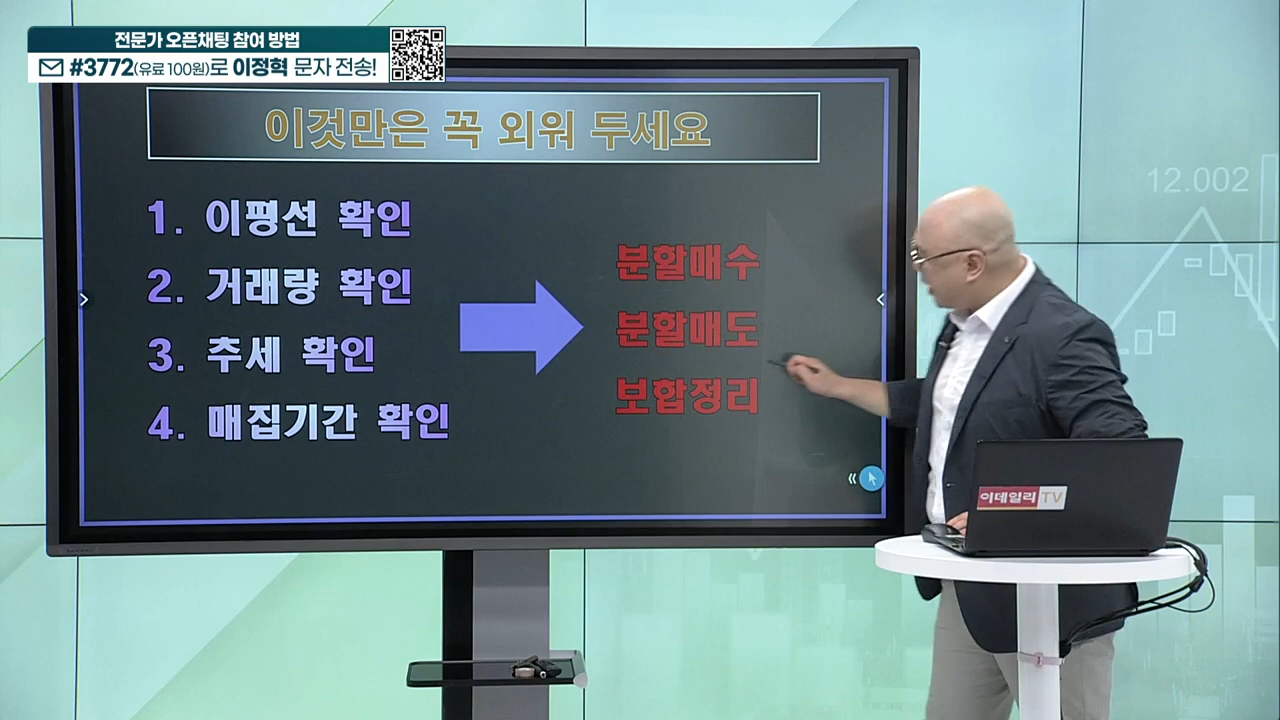 전문가 오픈채팅 참여 방법
#3772(유료 100원)로 이정혁 문자 전송!
이것만은 꼭 외워 두세요
1. 이평선 확인
2. 거래량 확인
3. 추세 확인
4. 매집기간 확인
분할매수
분할매도
보합정리
12.002
이데일리TV